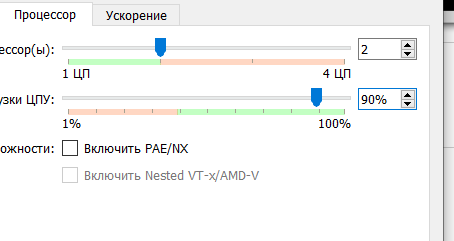 Процессор Ускорение
ессор(ы): 2
1 ЦП 4 ЦП
узки ЦПУ: 90%
1% 100%
ожности: Включить PAE/NX
Включить Nested VT-x/AMD-V